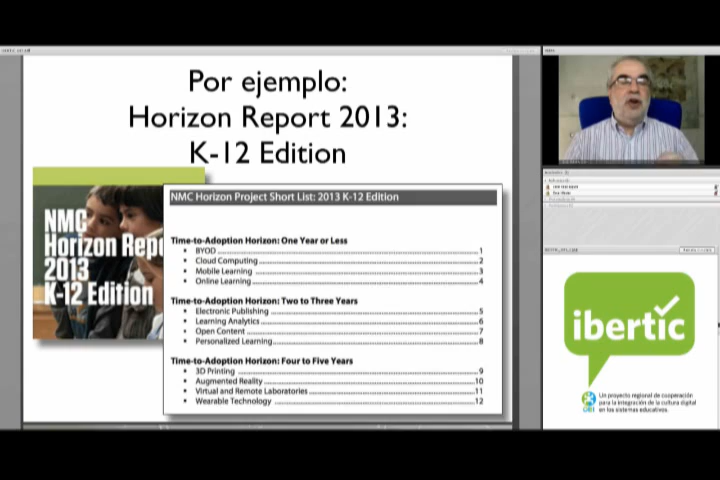 Por ejemplo:
Horizon Report 2013:
K-12 Edition
NMC
Horizon Repo
2013
K-12 Edition
NMC Horizon Project Short List: 2013 K-12 Edition
Time-to-Adoption Horizon: One Year or Less
• BYOD 1
• Cloud Computing 2
• Mobile Learning 3
• Online Learning 4
Time-to-Adoption Horizon: Two to Three Years
• Electronic Publishing 5
• Learning Analytics 6
• Open Content 7
• Personalized Learning 8
Time-to-Adoption Horizon: Four to Five Years
• 3D Printing 9
• Augmented Reality 10
• Virtual and Remote Laboratories 11
• Wearable Technology 12
ibertic
OEI
Un proyecto regional de cooperación
para la integración de la cultura digital
en los sistemas educativos.